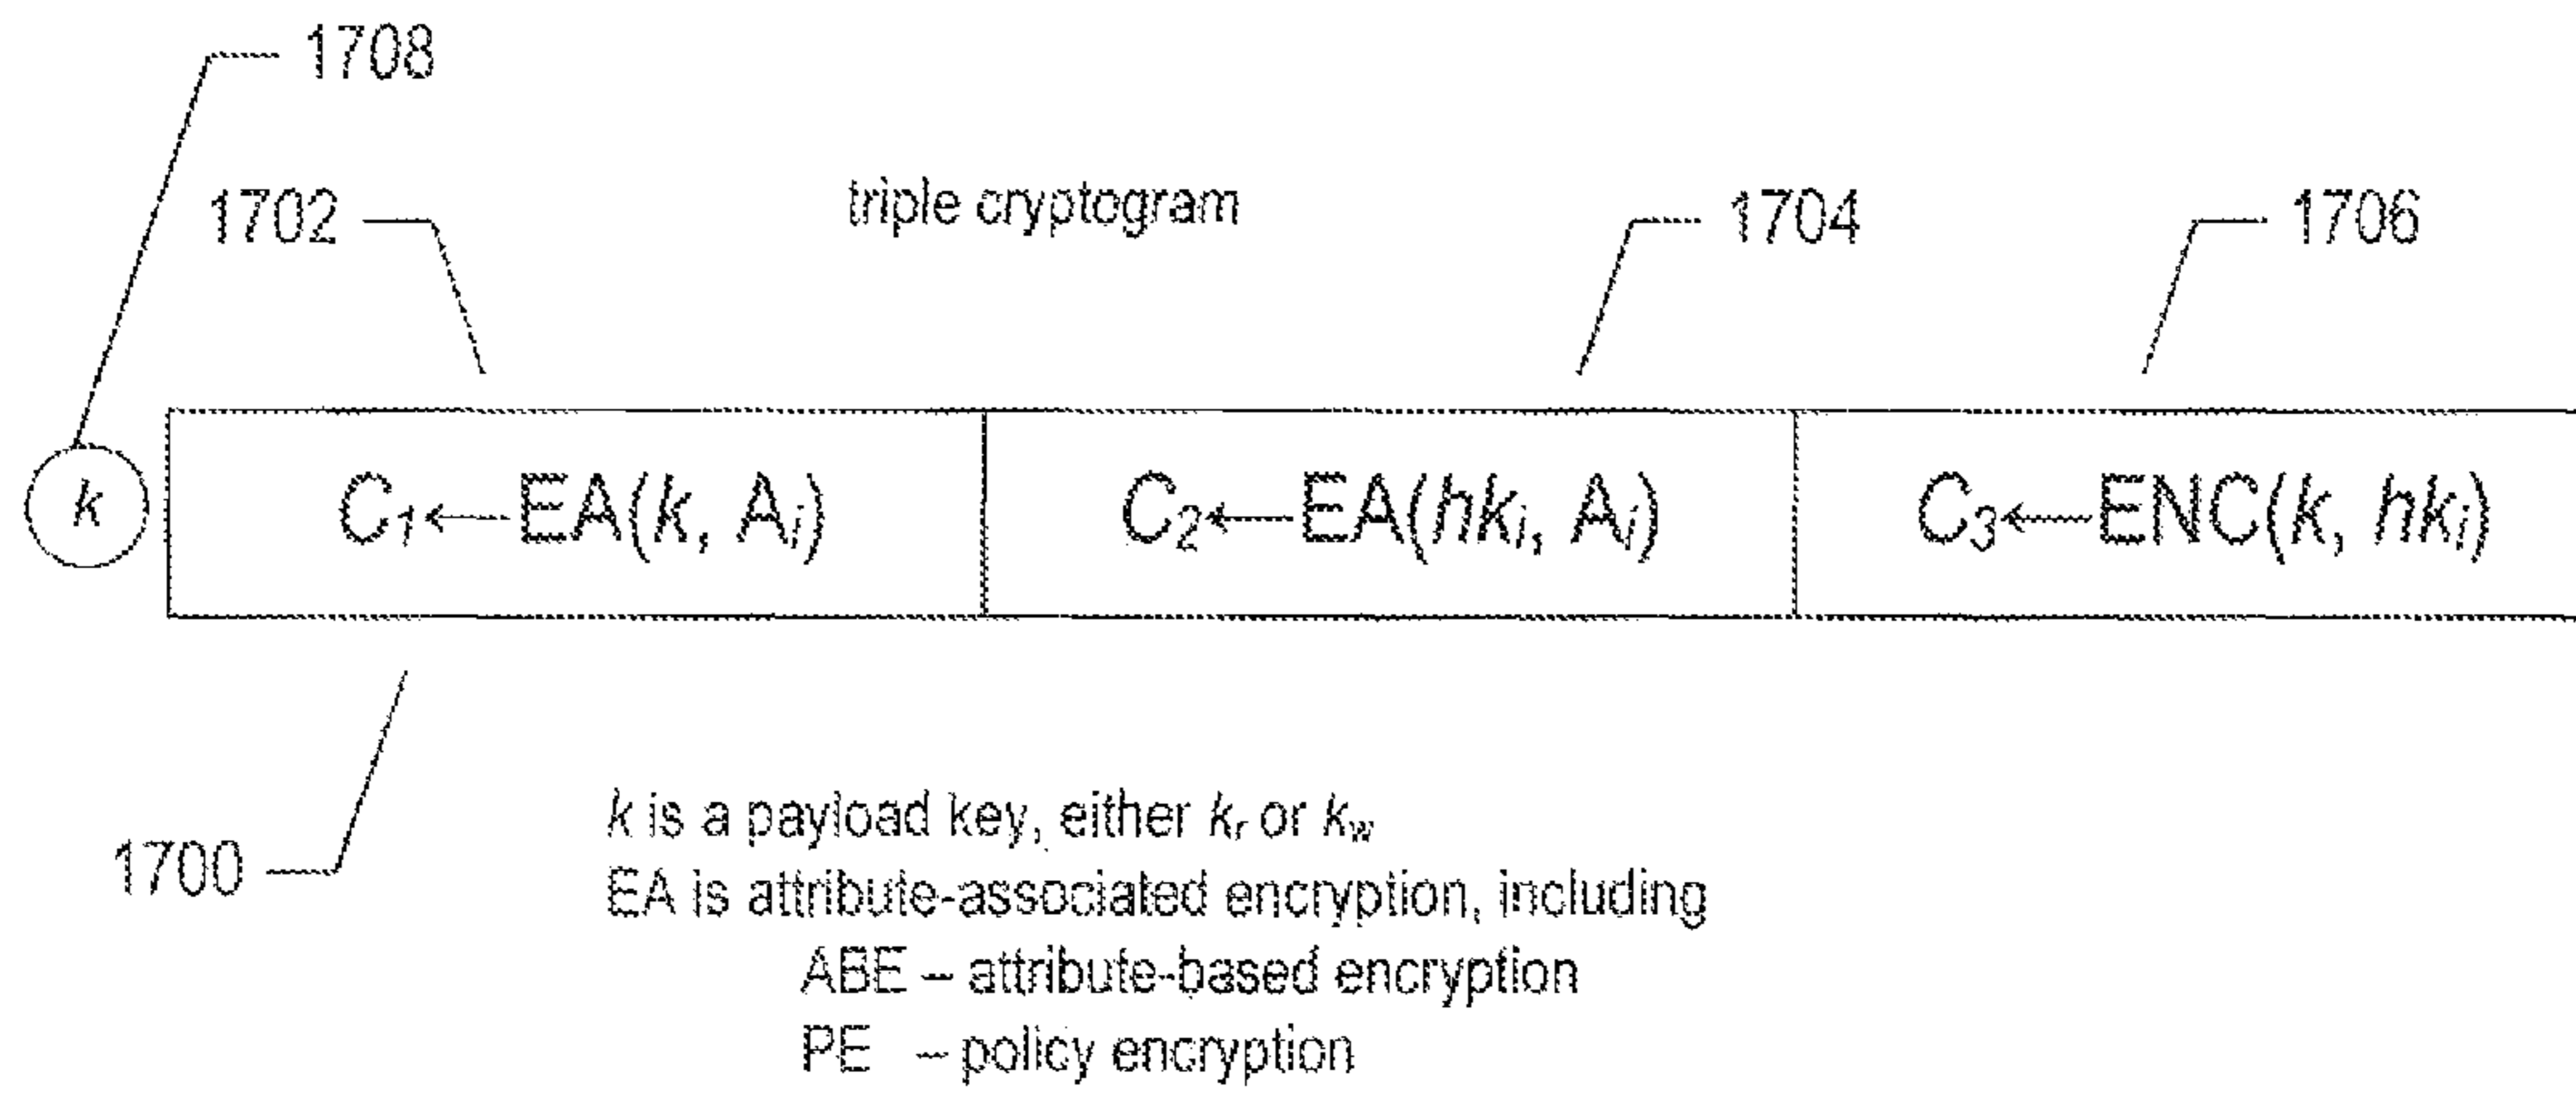 1708
1702
triple cryptogram
1704
1706
k
C₁←EA(k, Aᵢ)
C₂←EA(hkᵢ, Aᵢ)
C₃←ENC(k, hkᵢ)
1700
k is a payload key, either kᵣ or k_w
EA is attribute-associated encryption, including
ABE – attribute-based encryption
PE – policy encryption